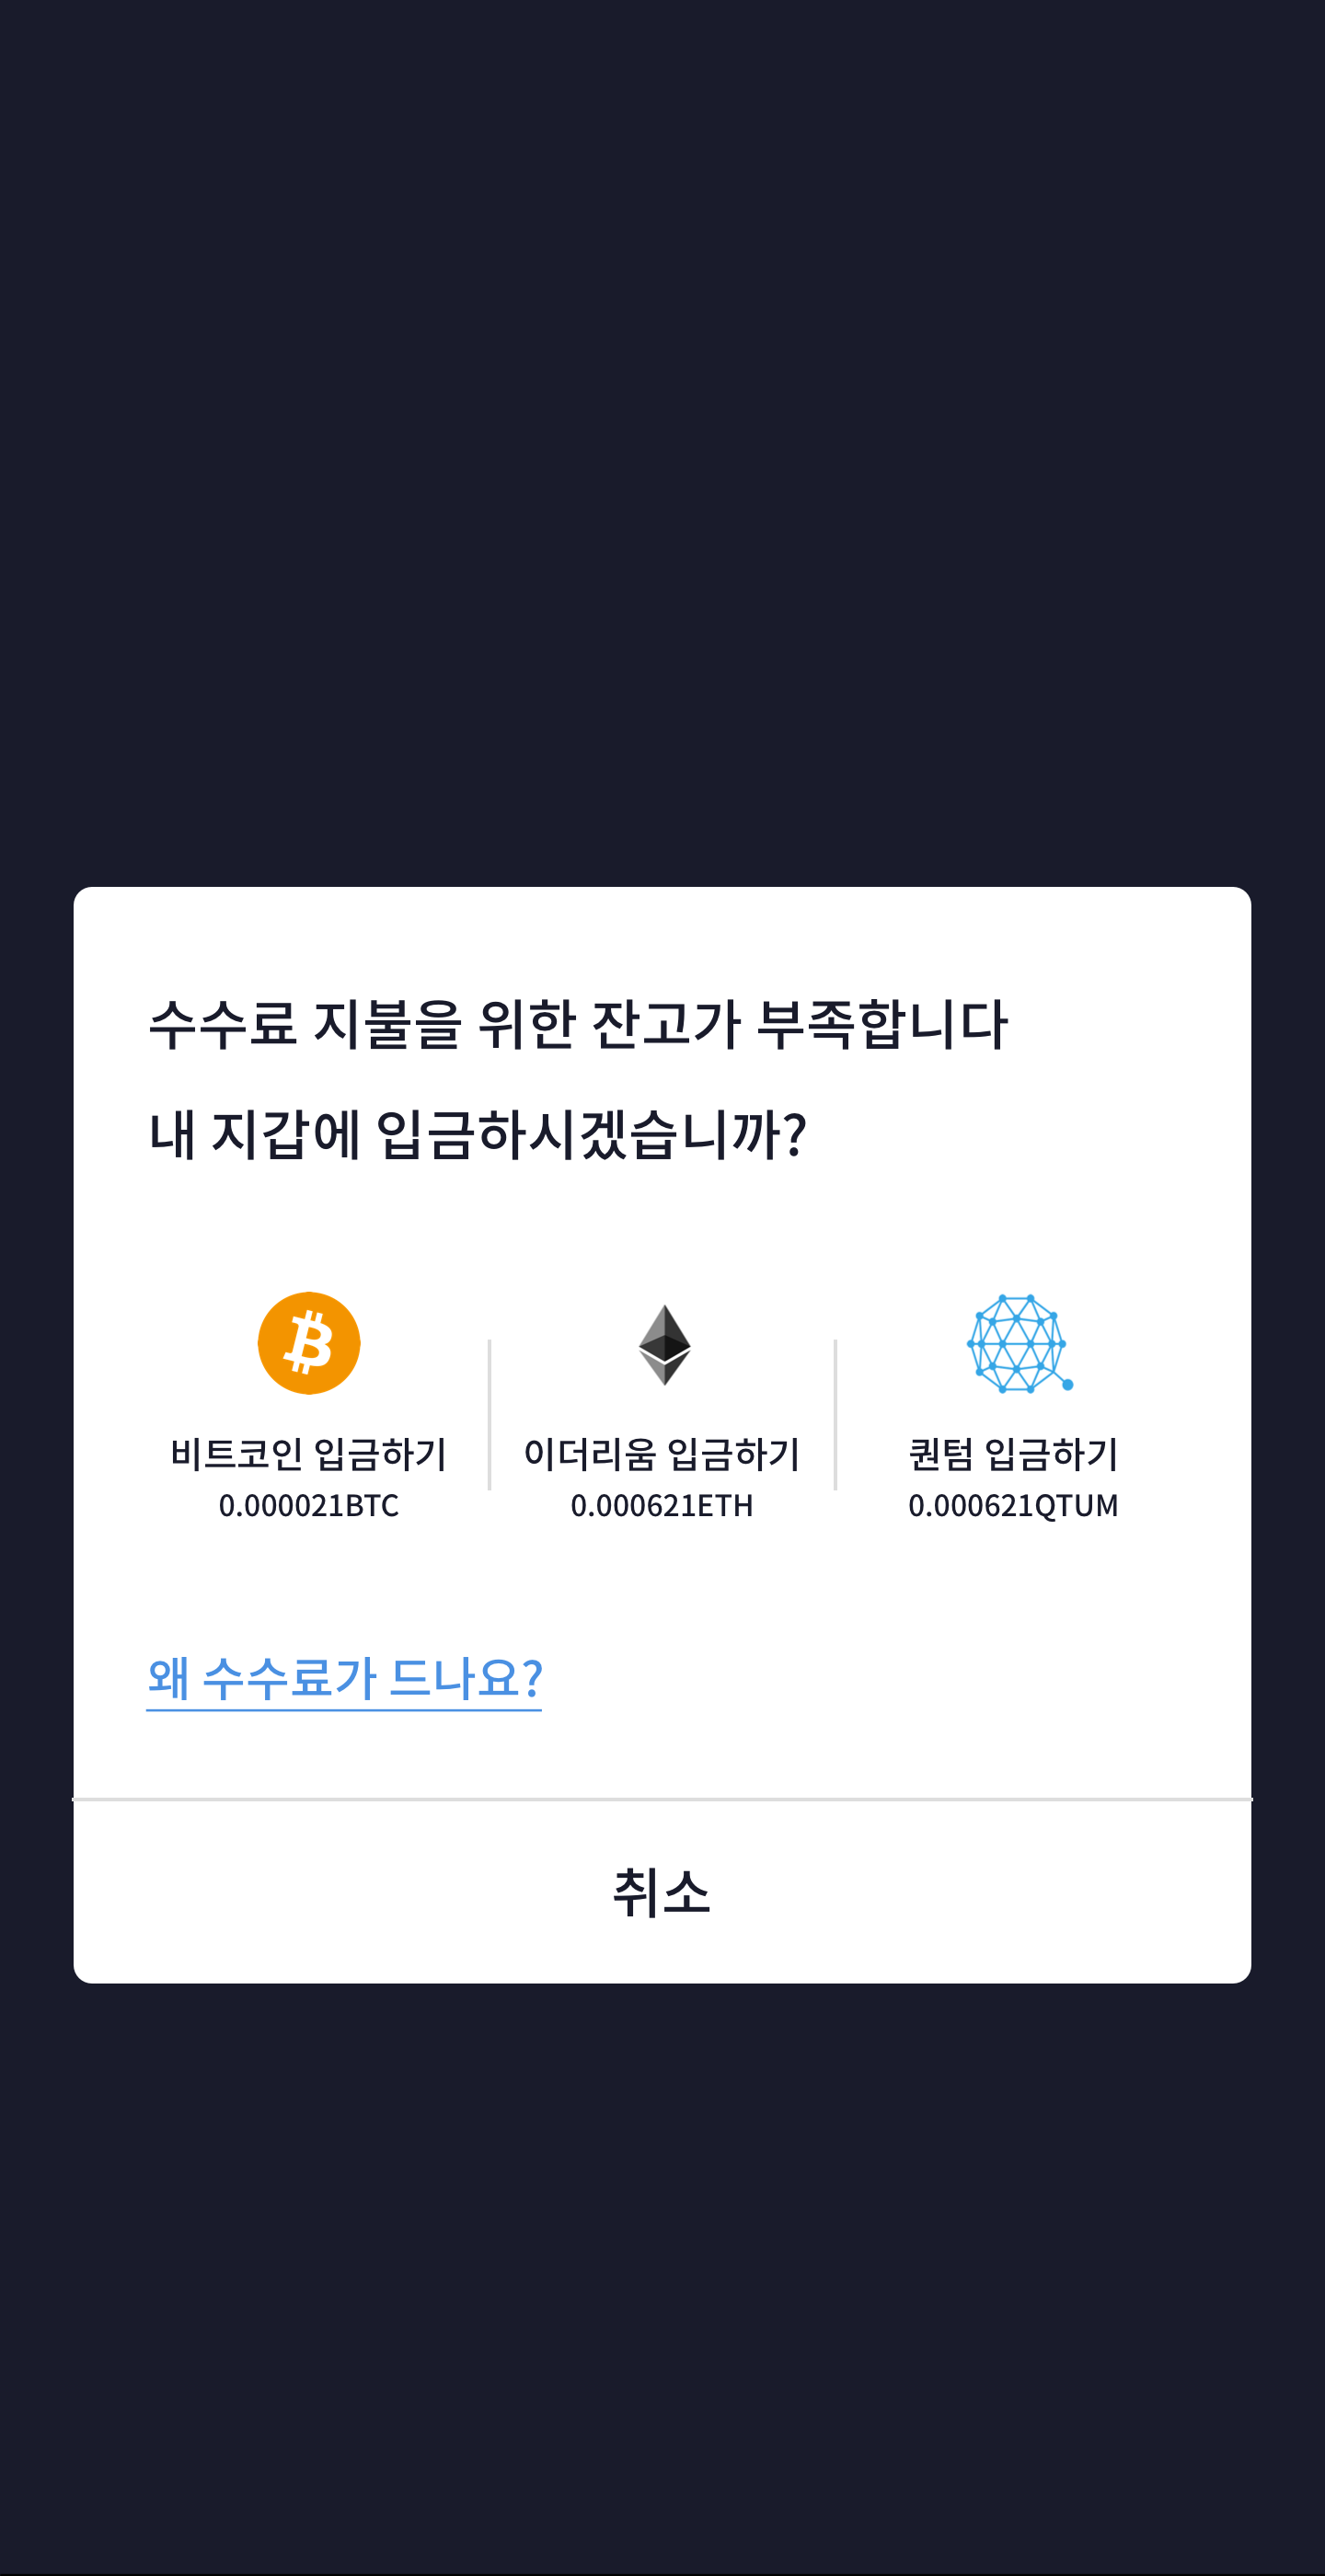 수수료 지불을 위한 잔고가 부족합니다
내 지갑에 입금하시겠습니까?
비트코인 입금하기
0.000021BTC
이더리움 입금하기
0.000621ETH
퀀텀 입금하기
0.000621QTUM
왜 수수료가 드나요?
취소